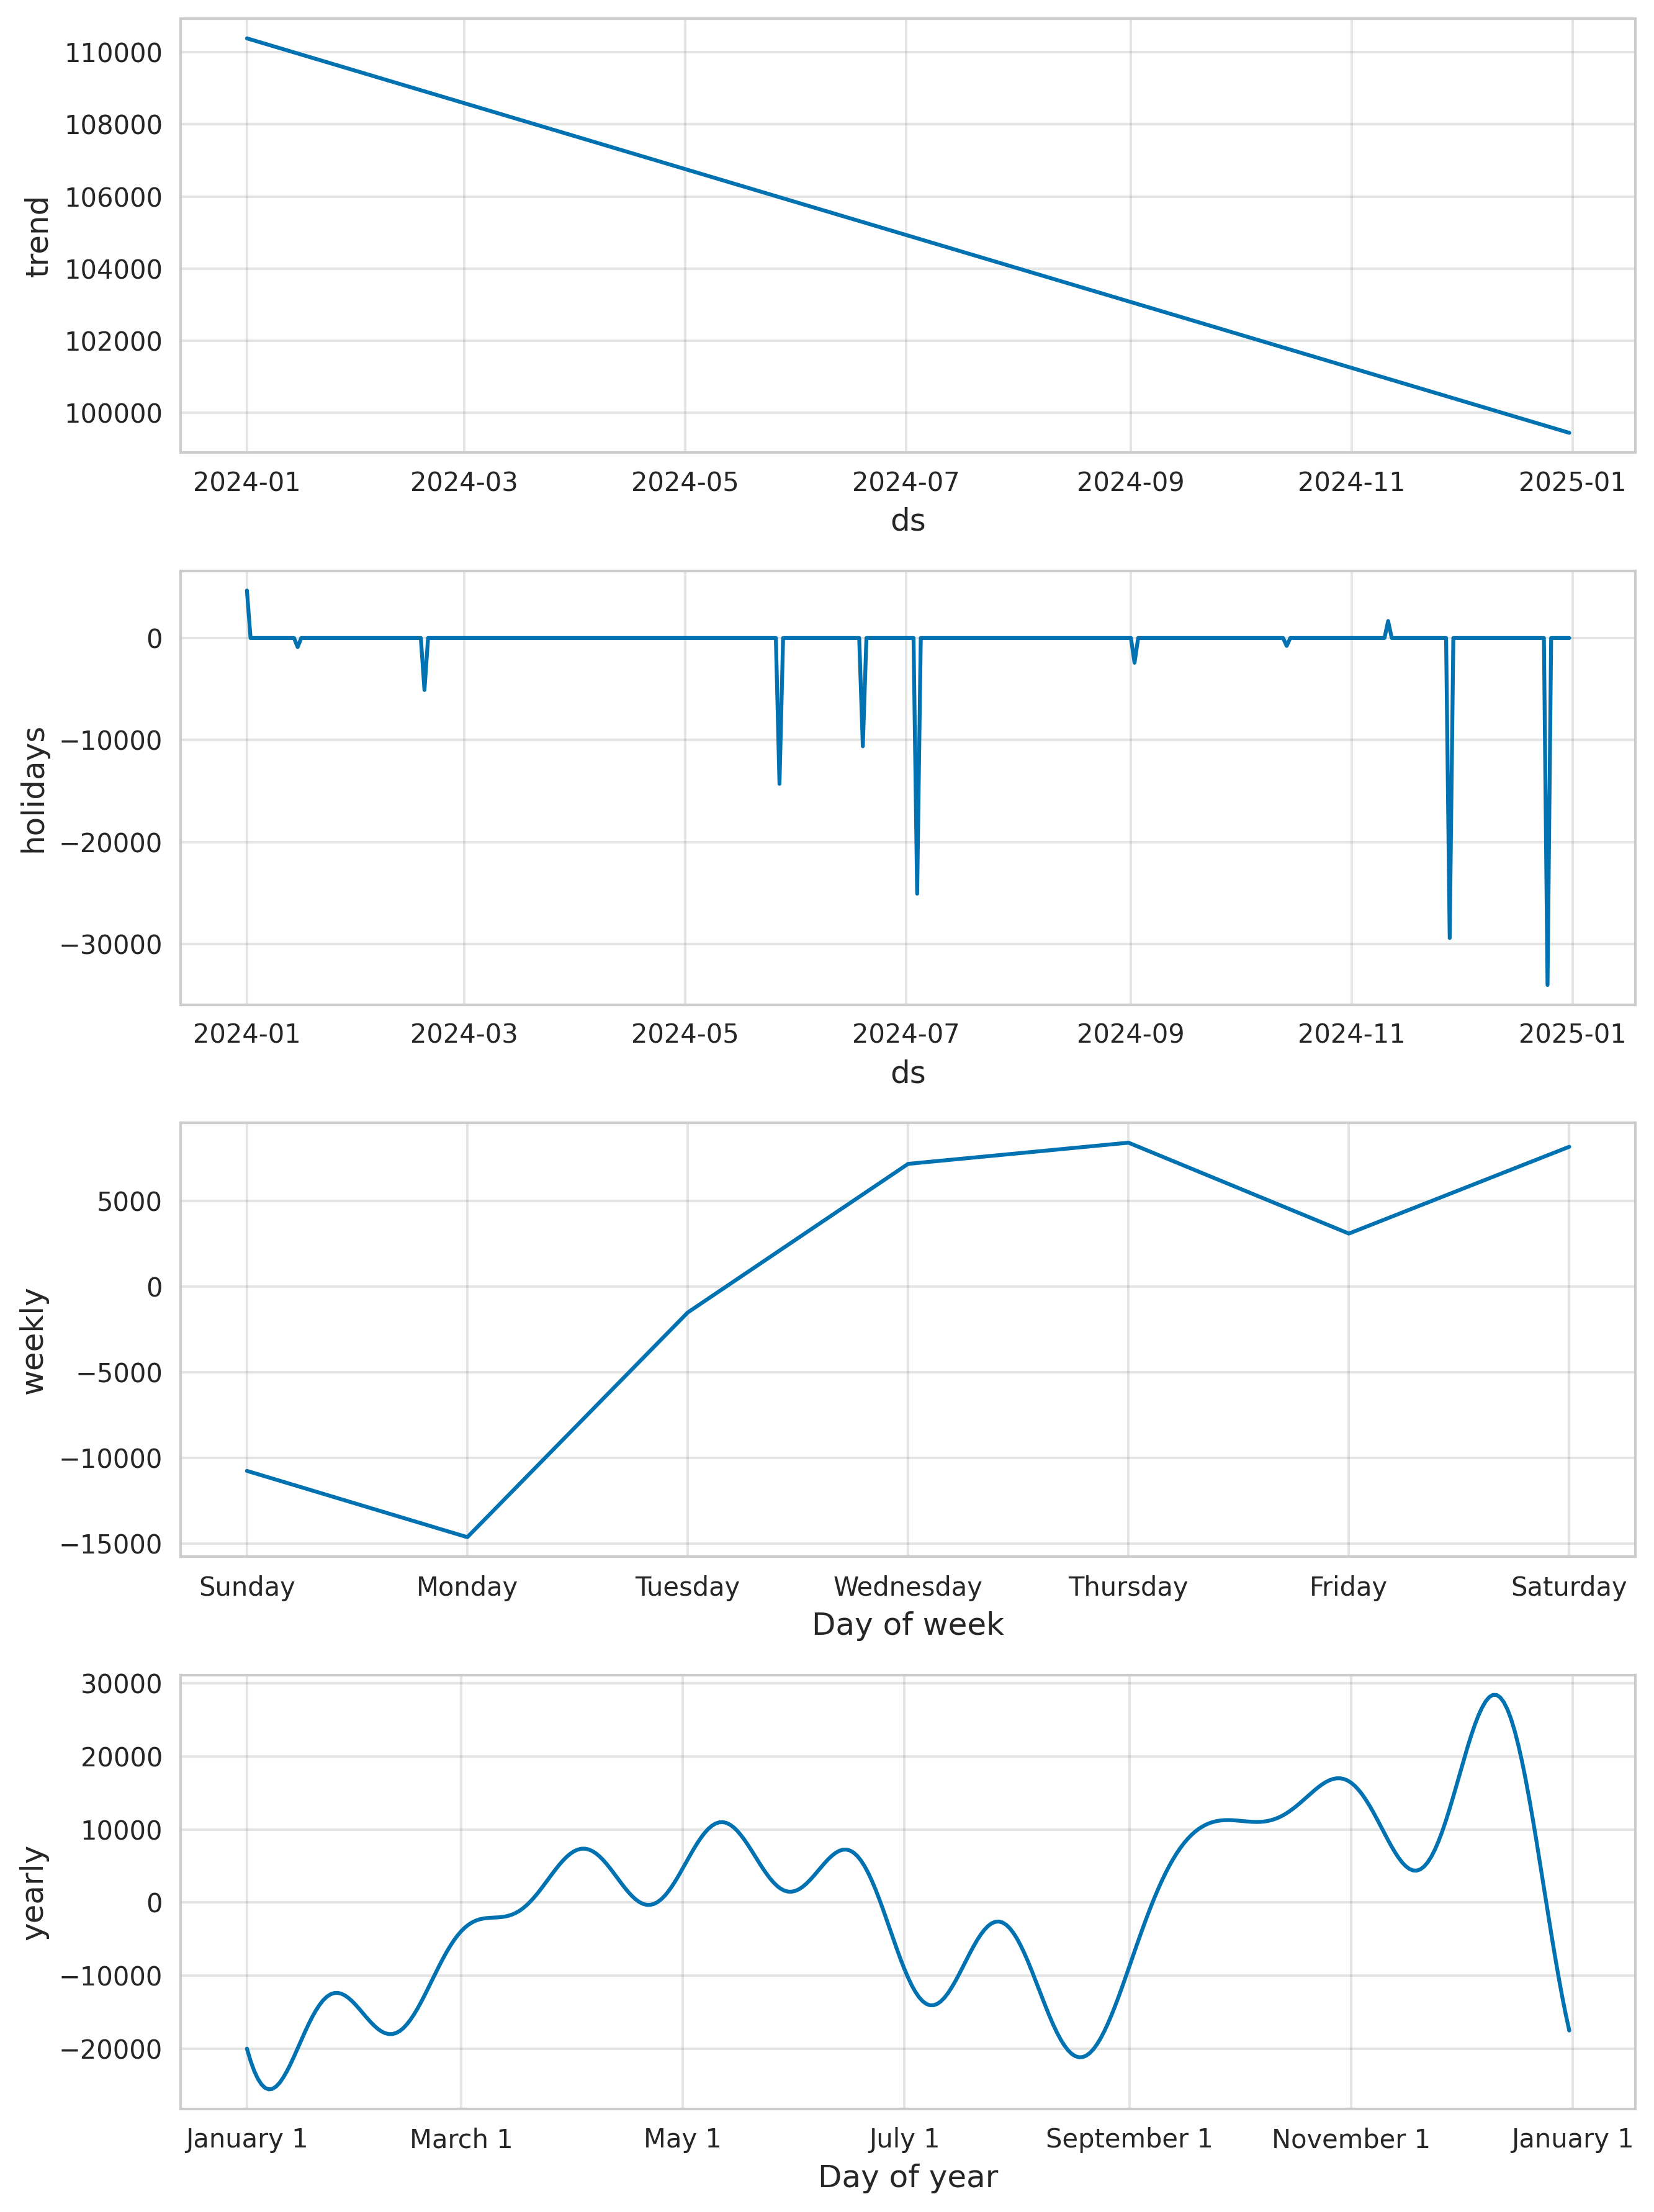 110000
108000
106000
104000
102000
100000
trend
2024-01 2024-03 2024-05 2024-07 2024-09 2024-11 2025-01
ds
0
−10000
−20000
−30000
holidays
2024-01 2024-03 2024-05 2024-07 2024-09 2024-11 2025-01
ds
5000
0
−5000
−10000
−15000
weekly
Sunday Monday Tuesday Wednesday Thursday Friday Saturday
Day of week
30000
20000
10000
0
−10000
−20000
yearly
January 1 March 1 May 1 July 1 September 1 November 1 January 1
Day of year